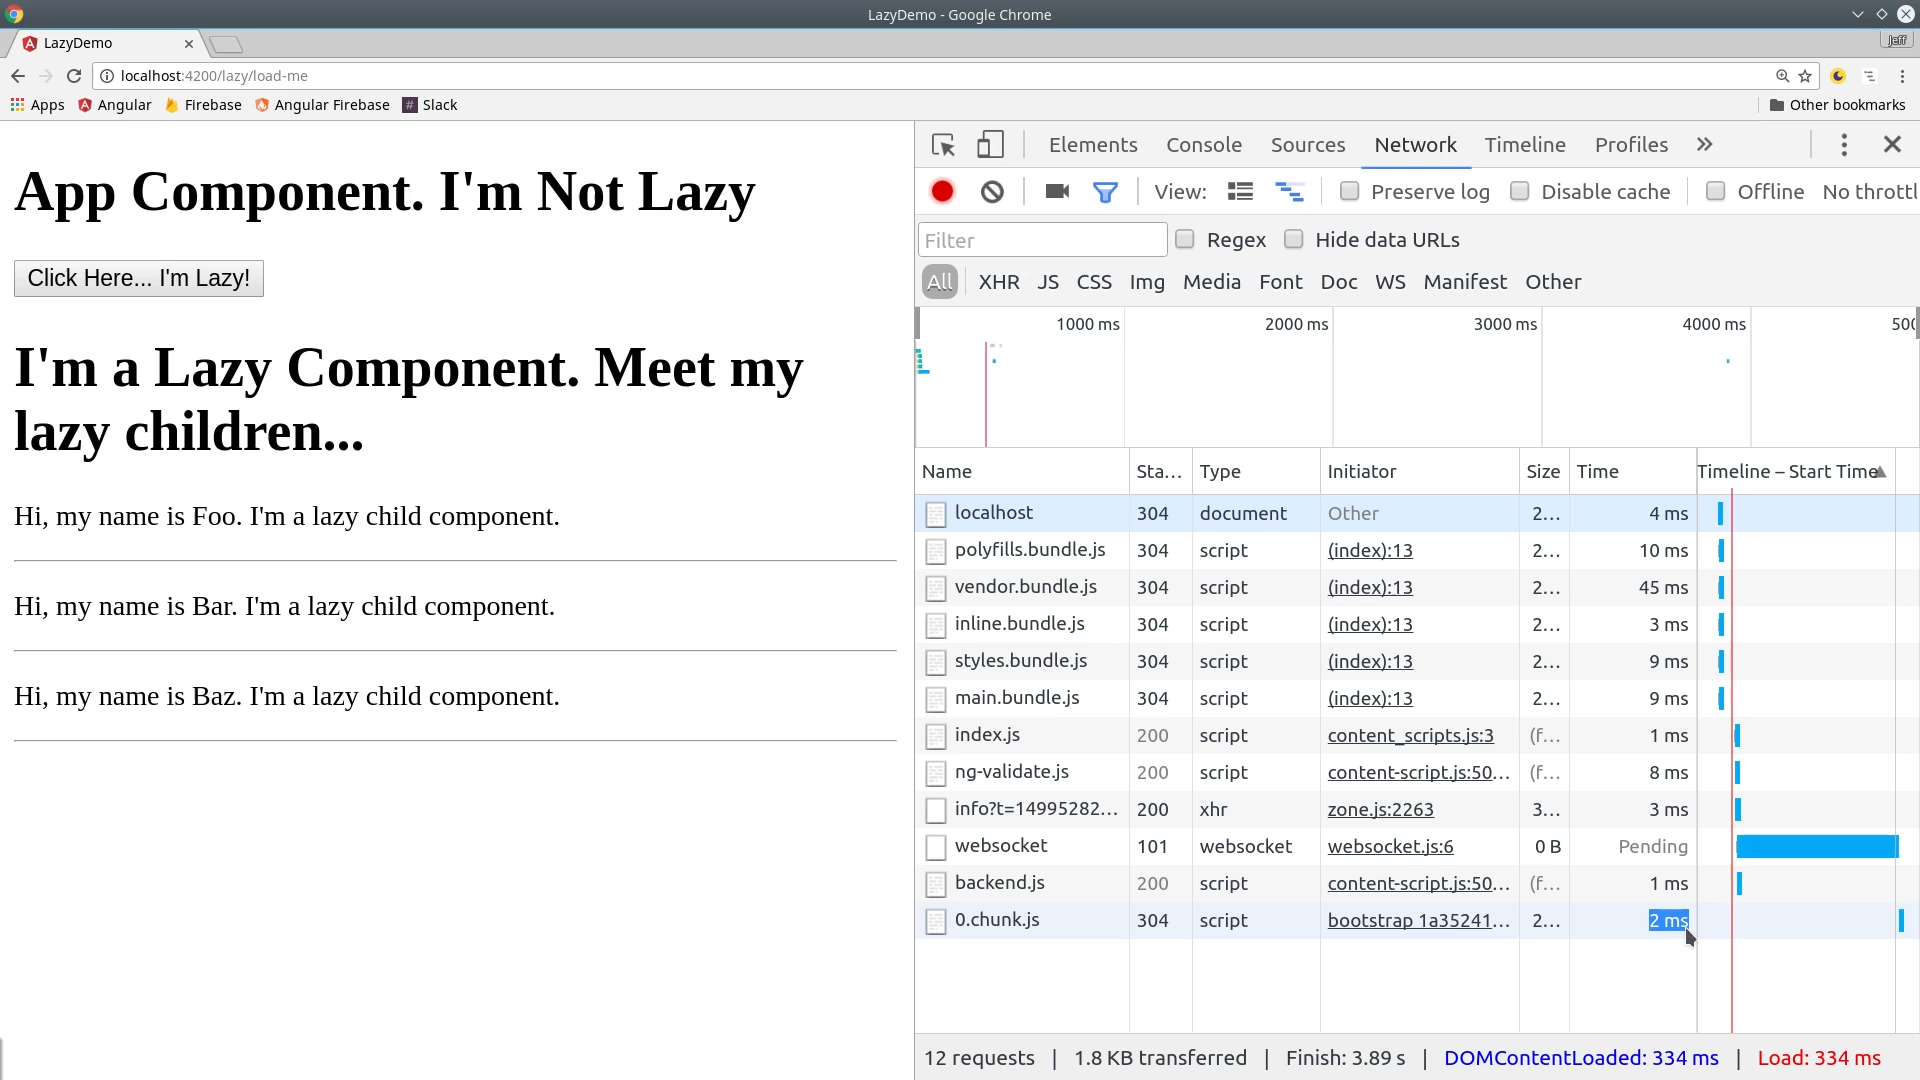 LazyDemo - Google Chrome
LazyDemo
Jeff
localhost:4200/lazy/load-me
Apps Angular Firebase Angular Firebase # Slack Other bookmarks
App Component. I'm Not Lazy
Click Here... I'm Lazy!
I'm a Lazy Component. Meet my
lazy children...
Hi, my name is Foo. I'm a lazy child component.
Hi, my name is Bar. I'm a lazy child component.
Hi, my name is Baz. I'm a lazy child component.
Elements Console Sources Network Timeline Profiles »
View: Preserve log Disable cache Offline No throttl
Filter Regex Hide data URLs
All XHR JS CSS Img Media Font Doc WS Manifest Other
1000 ms 2000 ms 3000 ms 4000 ms 500
Name Sta... Type Initiator Size Time Timeline – Start Time
localhost 304 document Other 2... 4 ms
polyfills.bundle.js 304 script (index):13 2... 10 ms
vendor.bundle.js 304 script (index):13 2... 45 ms
inline.bundle.js 304 script (index):13 2... 3 ms
styles.bundle.js 304 script (index):13 2... 9 ms
main.bundle.js 304 script (index):13 2... 9 ms
index.js 200 script content_scripts.js:3 (f... 1 ms
ng-validate.js 200 script content-script.js:50... (f... 8 ms
info?t=14995282... 200 xhr zone.js:2263 3... 3 ms
websocket 101 websocket websocket.js:6 0 B Pending
backend.js 200 script content-script.js:50... (f... 1 ms
0.chunk.js 304 script bootstrap 1a35241... 2... 2 ms
12 requests | 1.8 KB transferred | Finish: 3.89 s | DOMContentLoaded: 334 ms | Load: 334 ms